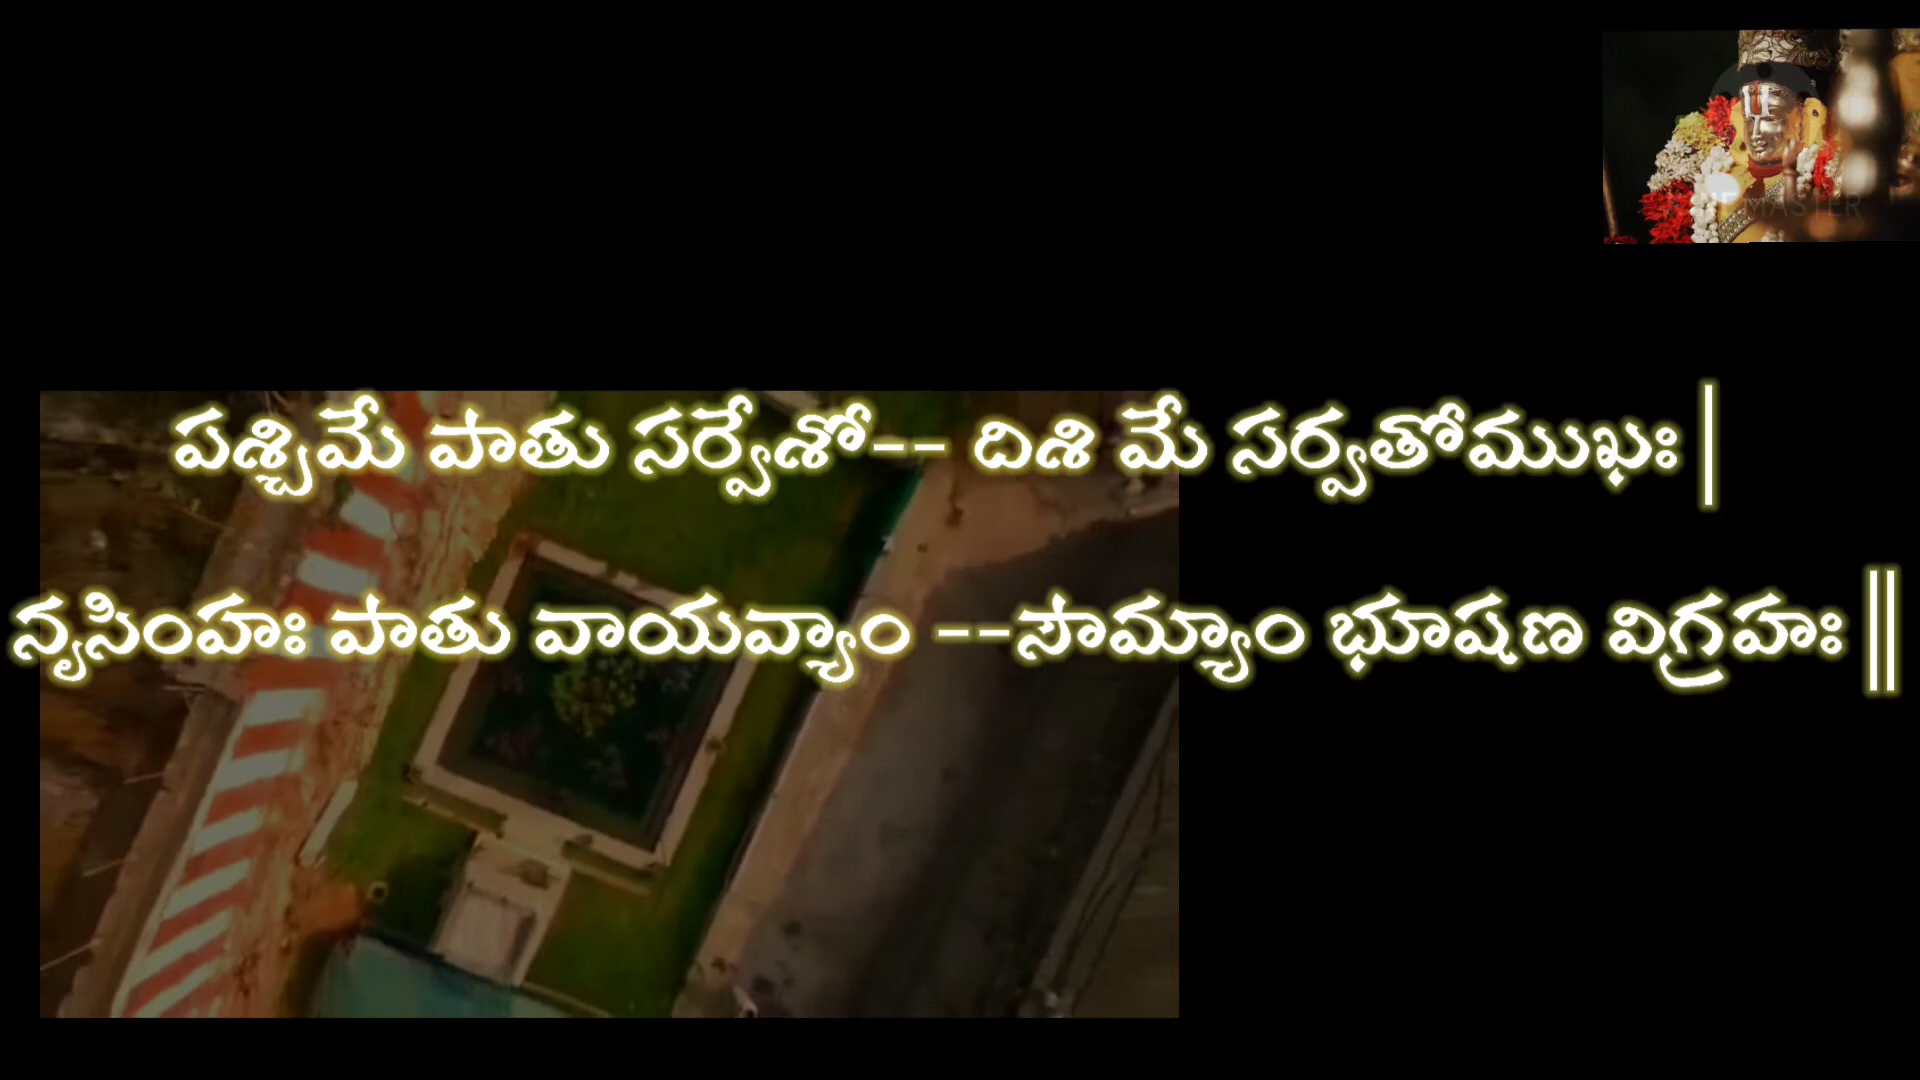 పశ్చిమే పాతు సర్వేశో-- దిశి మే సర్వతోముఖః |
నృసింహః పాతు వాయవ్యాం --సౌమ్యాం భూషణ విగ్రహః ||